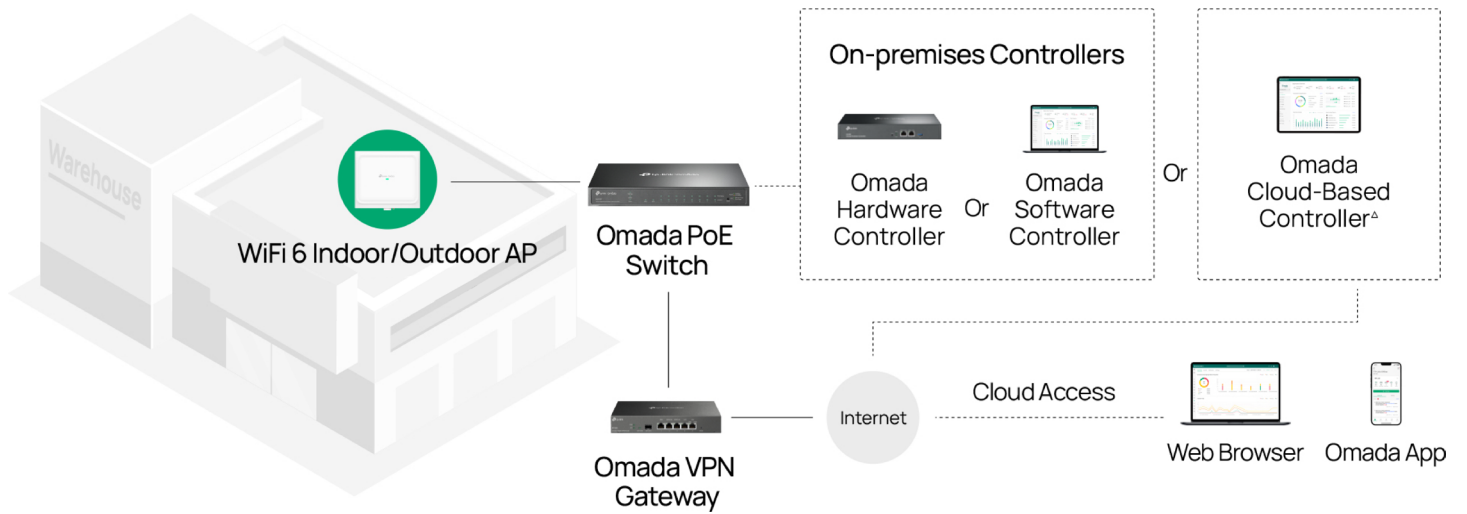 Warehouse
WiFi 6 Indoor/Outdoor AP
Omada PoE
Switch
Omada VPN
Gateway
On-premises Controllers
Omada
Hardware
Controller
Or
Omada
Software
Controller
Or
Omada
Cloud-Based
Controller△
Internet
Cloud Access
Web Browser
Omada App